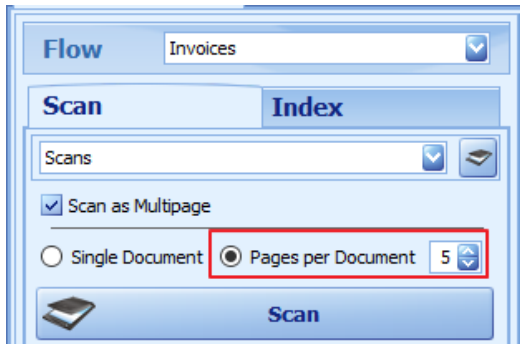 Flow Invoices
Scan Index
Scans
Scan as Multipage
Single Document Pages per Document 5
Scan